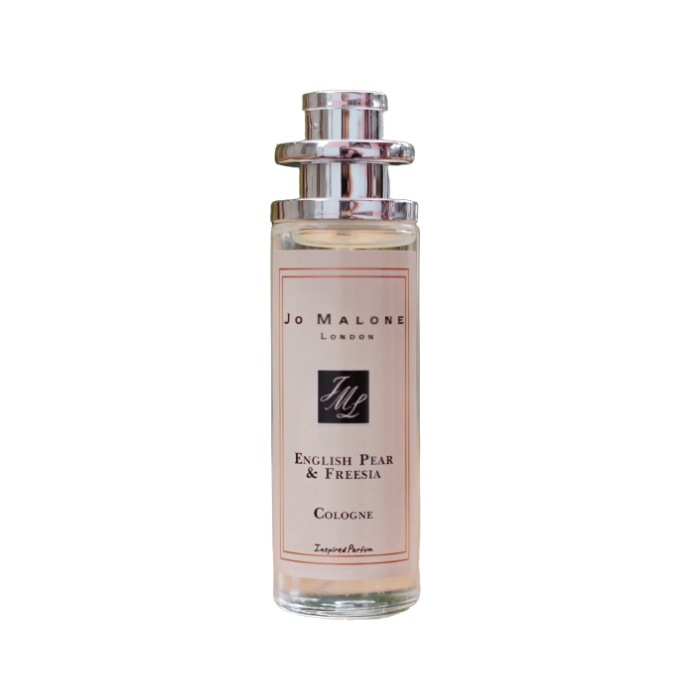 JO MALONE
LONDON
JML
ENGLISH PEAR
& FREESIA
COLOGNE
Inspired Parfum